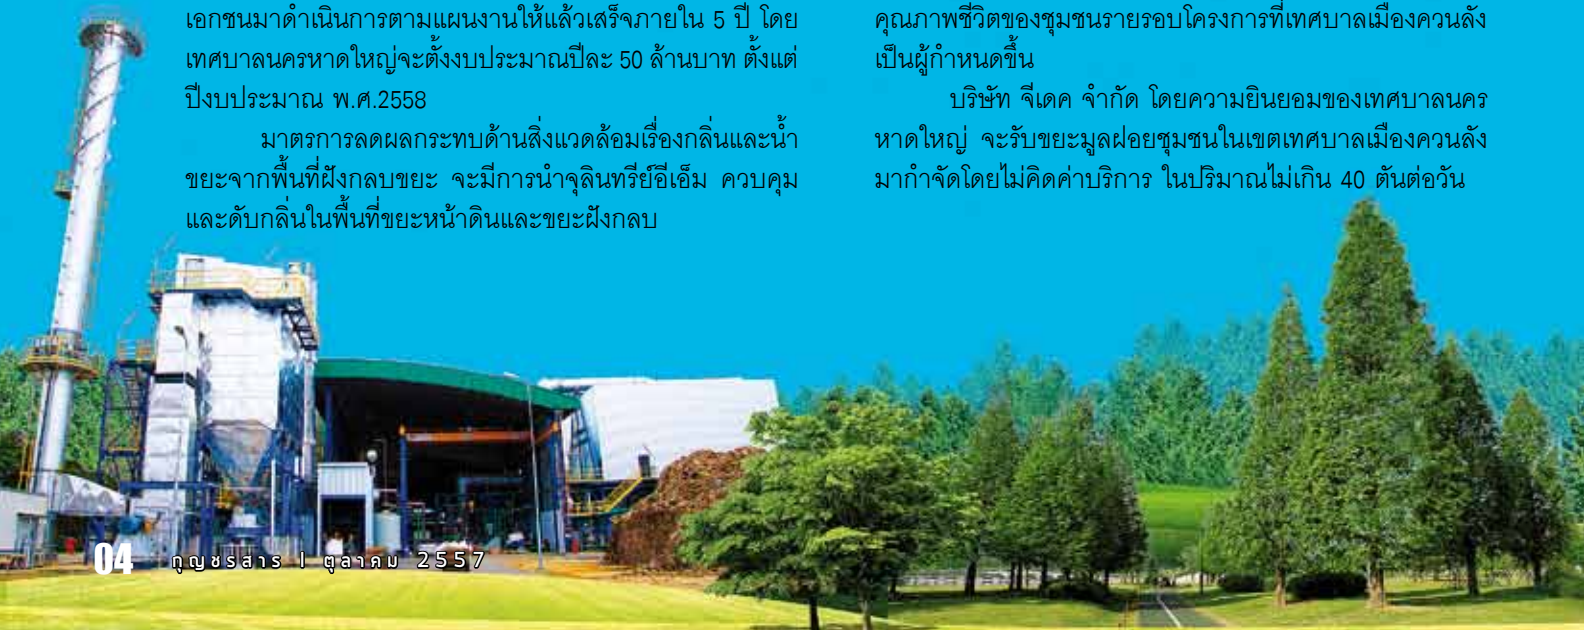 เอกชนมาดำเนินการตามแผนงานให้แล้วเสร็จภายใน 5 ปี โดย
เทศบาลนครหาดใหญ่จะตั้งงบประมาณปีละ 50 ล้านบาท ตั้งแต่
ปีงบประมาณ พ.ศ.2558
มาตรการลดผลกระทบด้านสิ่งแวดล้อมเรื่องกลิ่นและน้ำ
ขยะจากพื้นที่ฝังกลบขยะ จะมีการนำจุลินทรีย์อีเอ็ม ควบคุม
และดับกลิ่นในพื้นที่ขยะหน้าดินและขยะฝังกลบ
คุณภาพชีวิตของชุมชนรายรอบโครงการที่เทศบาลเมืองควนลัง
เป็นผู้กำหนดขึ้น
บริษัท จีเดค จำกัด โดยความยินยอมของเทศบาลนคร
หาดใหญ่ จะรับขยะมูลฝอยชุมชนในเขตเทศบาลเมืองควนลัง
มากำจัดโดยไม่คิดค่าบริการ ในปริมาณไม่เกิน 40 ตันต่อวัน
04 กุญชรสาร | ตุลาคม 2557